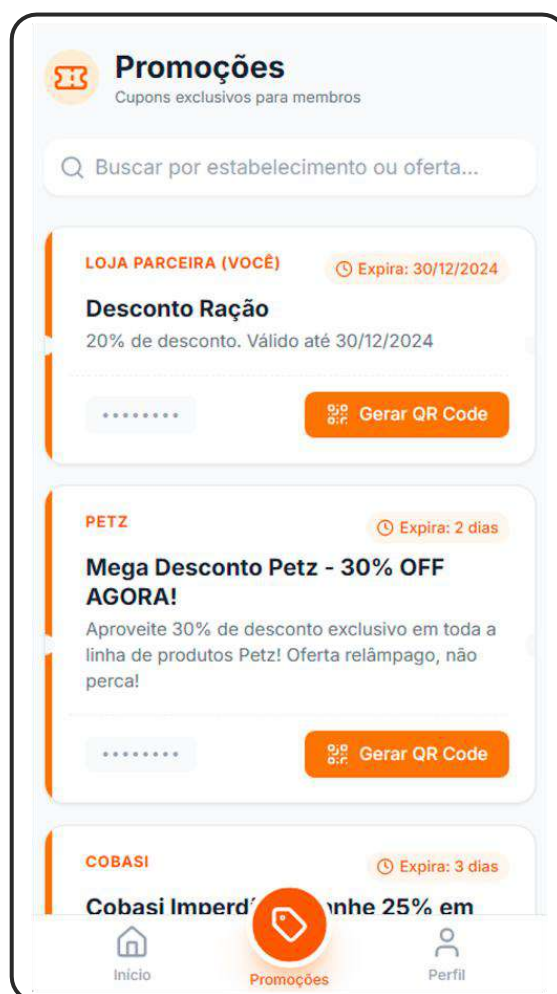 Promoções
Cupons exclusivos para membros
Buscar por estabelecimento ou oferta...
LOJA PARCEIRA (VOCÊ)
Expira: 30/12/2024
Desconto Ração
20% de desconto. Válido até 30/12/2024
••••••••
Gerar QR Code
PETZ
Expira: 2 dias
Mega Desconto Petz - 30% OFF
AGORA!
Aproveite 30% de desconto exclusivo em toda a
linha de produtos Petz! Oferta relâmpago, não
perca!
••••••••
Gerar QR Code
COBASI
Expira: 3 dias
Cobasi 25% em
Início
Promoções
Perfil